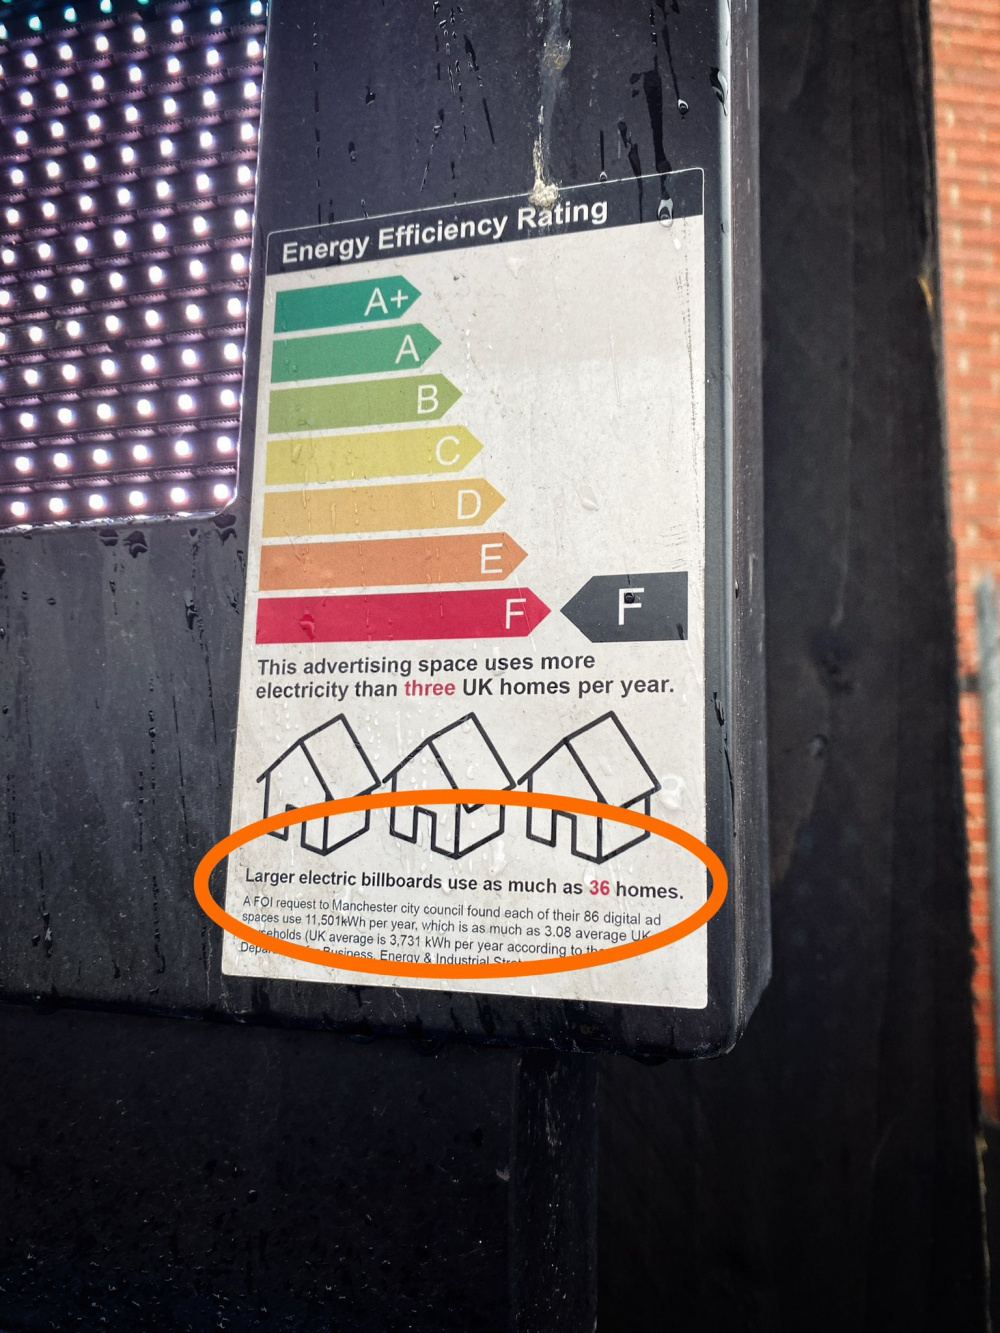 Energy Efficiency Rating
A+
A
B
C
D
E
F
F
This advertising space uses more
electricity than three UK homes per year.
Larger electric billboards use as much as 36 homes.
A FOI request to Manchester city council found each of their 86 digital ad
spaces use 11,501kWh per year, which is as much as 3.08 average UK
(UK average is 3,731 kWh per year according to
Business, Energy & Industrial